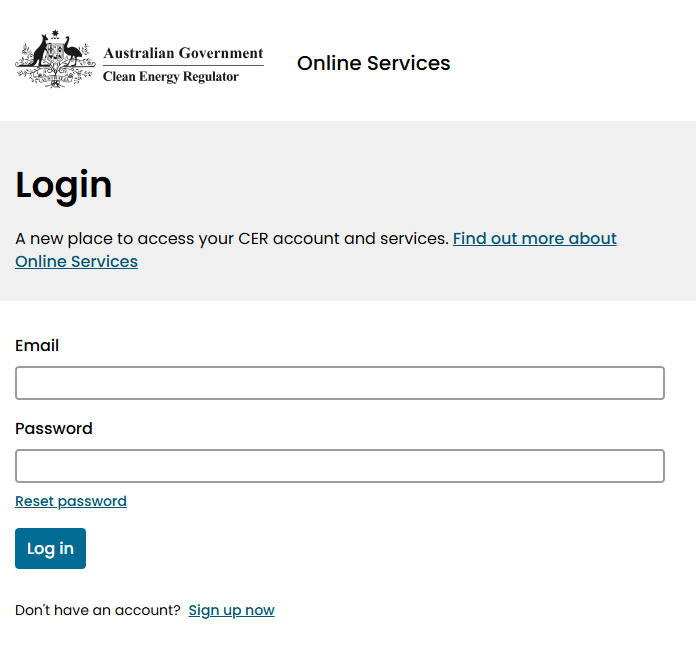 Australian Government
Clean Energy Regulator
Online Services
Login
A new place to access your CER account and services. Find out more about
Online Services
Email
Password
Reset password
Log in
Don't have an account? Sign up now